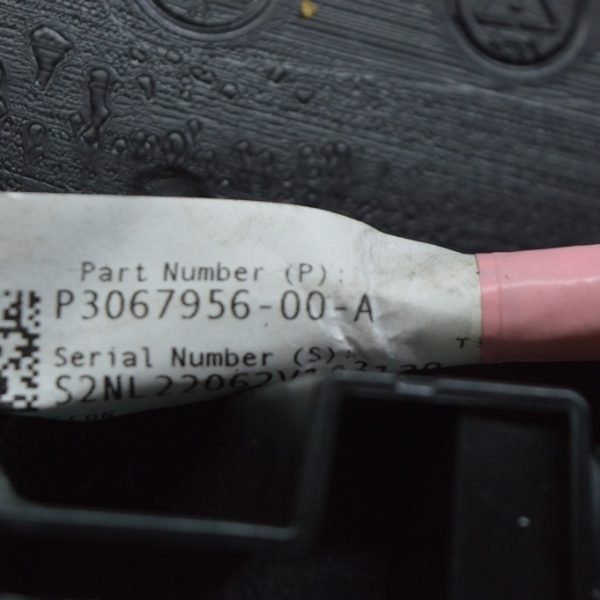 Part Number (P):
P3067956-00-A
Serial Number (S):